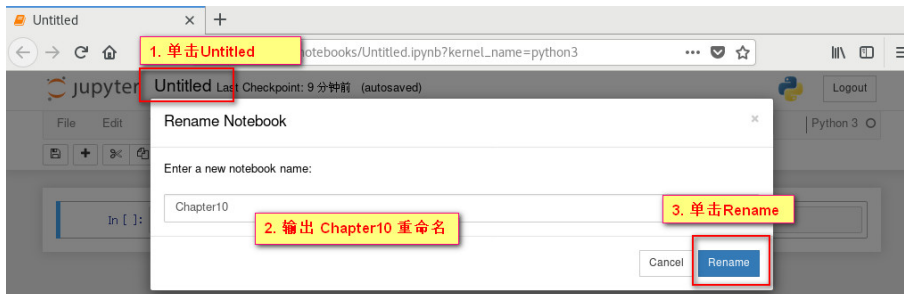 Untitled
1. 单击Untitled
notebooks/Untitled.ipynb?kernel_name=python3
jupyter Untitled Last Checkpoint: 9 分钟前 (autosaved)
Logout
Rename Notebook
File Edit
Python 3
Enter a new notebook name:
Chapter10
3. 单击Rename
In [ ]:
2. 输出 Chapter10 重命名
Cancel Rename